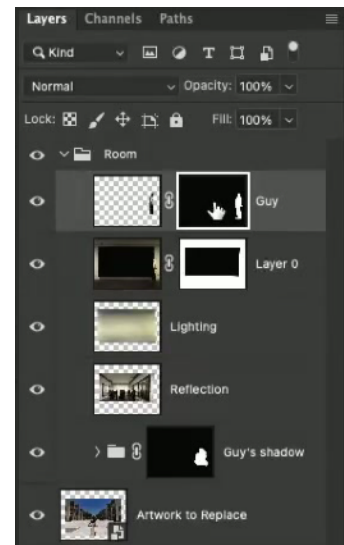 Layers Channels Paths
Kind
Normal Opacity: 100%
Lock: Fill: 100%
Room
Guy
Layer 0
Lighting
Reflection
Guy's shadow
Artwork to Replace